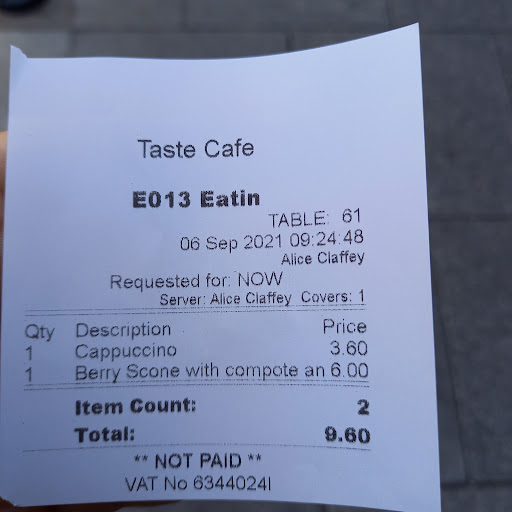 Taste Cafe
E013 Eatin
TABLE: 61
06 Sep 2021 09:24:48
Alice Claffey
Requested for: NOW
Server: Alice Claffey Covers: 1
Qty Description Price
1 Cappuccino 3.60
1 Berry Scone with compote an 6.00
Item Count: 2
Total: 9.60
** NOT PAID **
VAT No 6344024I